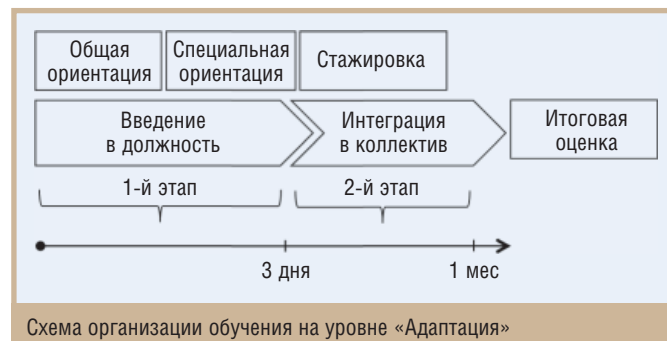 Общая
ориентация
Специальная
ориентация
Стажировка
Введение
в должность
Интеграция
в коллектив
Итоговая
оценка
1-й этап
2-й этап
3 дня
1 мес
Схема организации обучения на уровне «Адаптация»